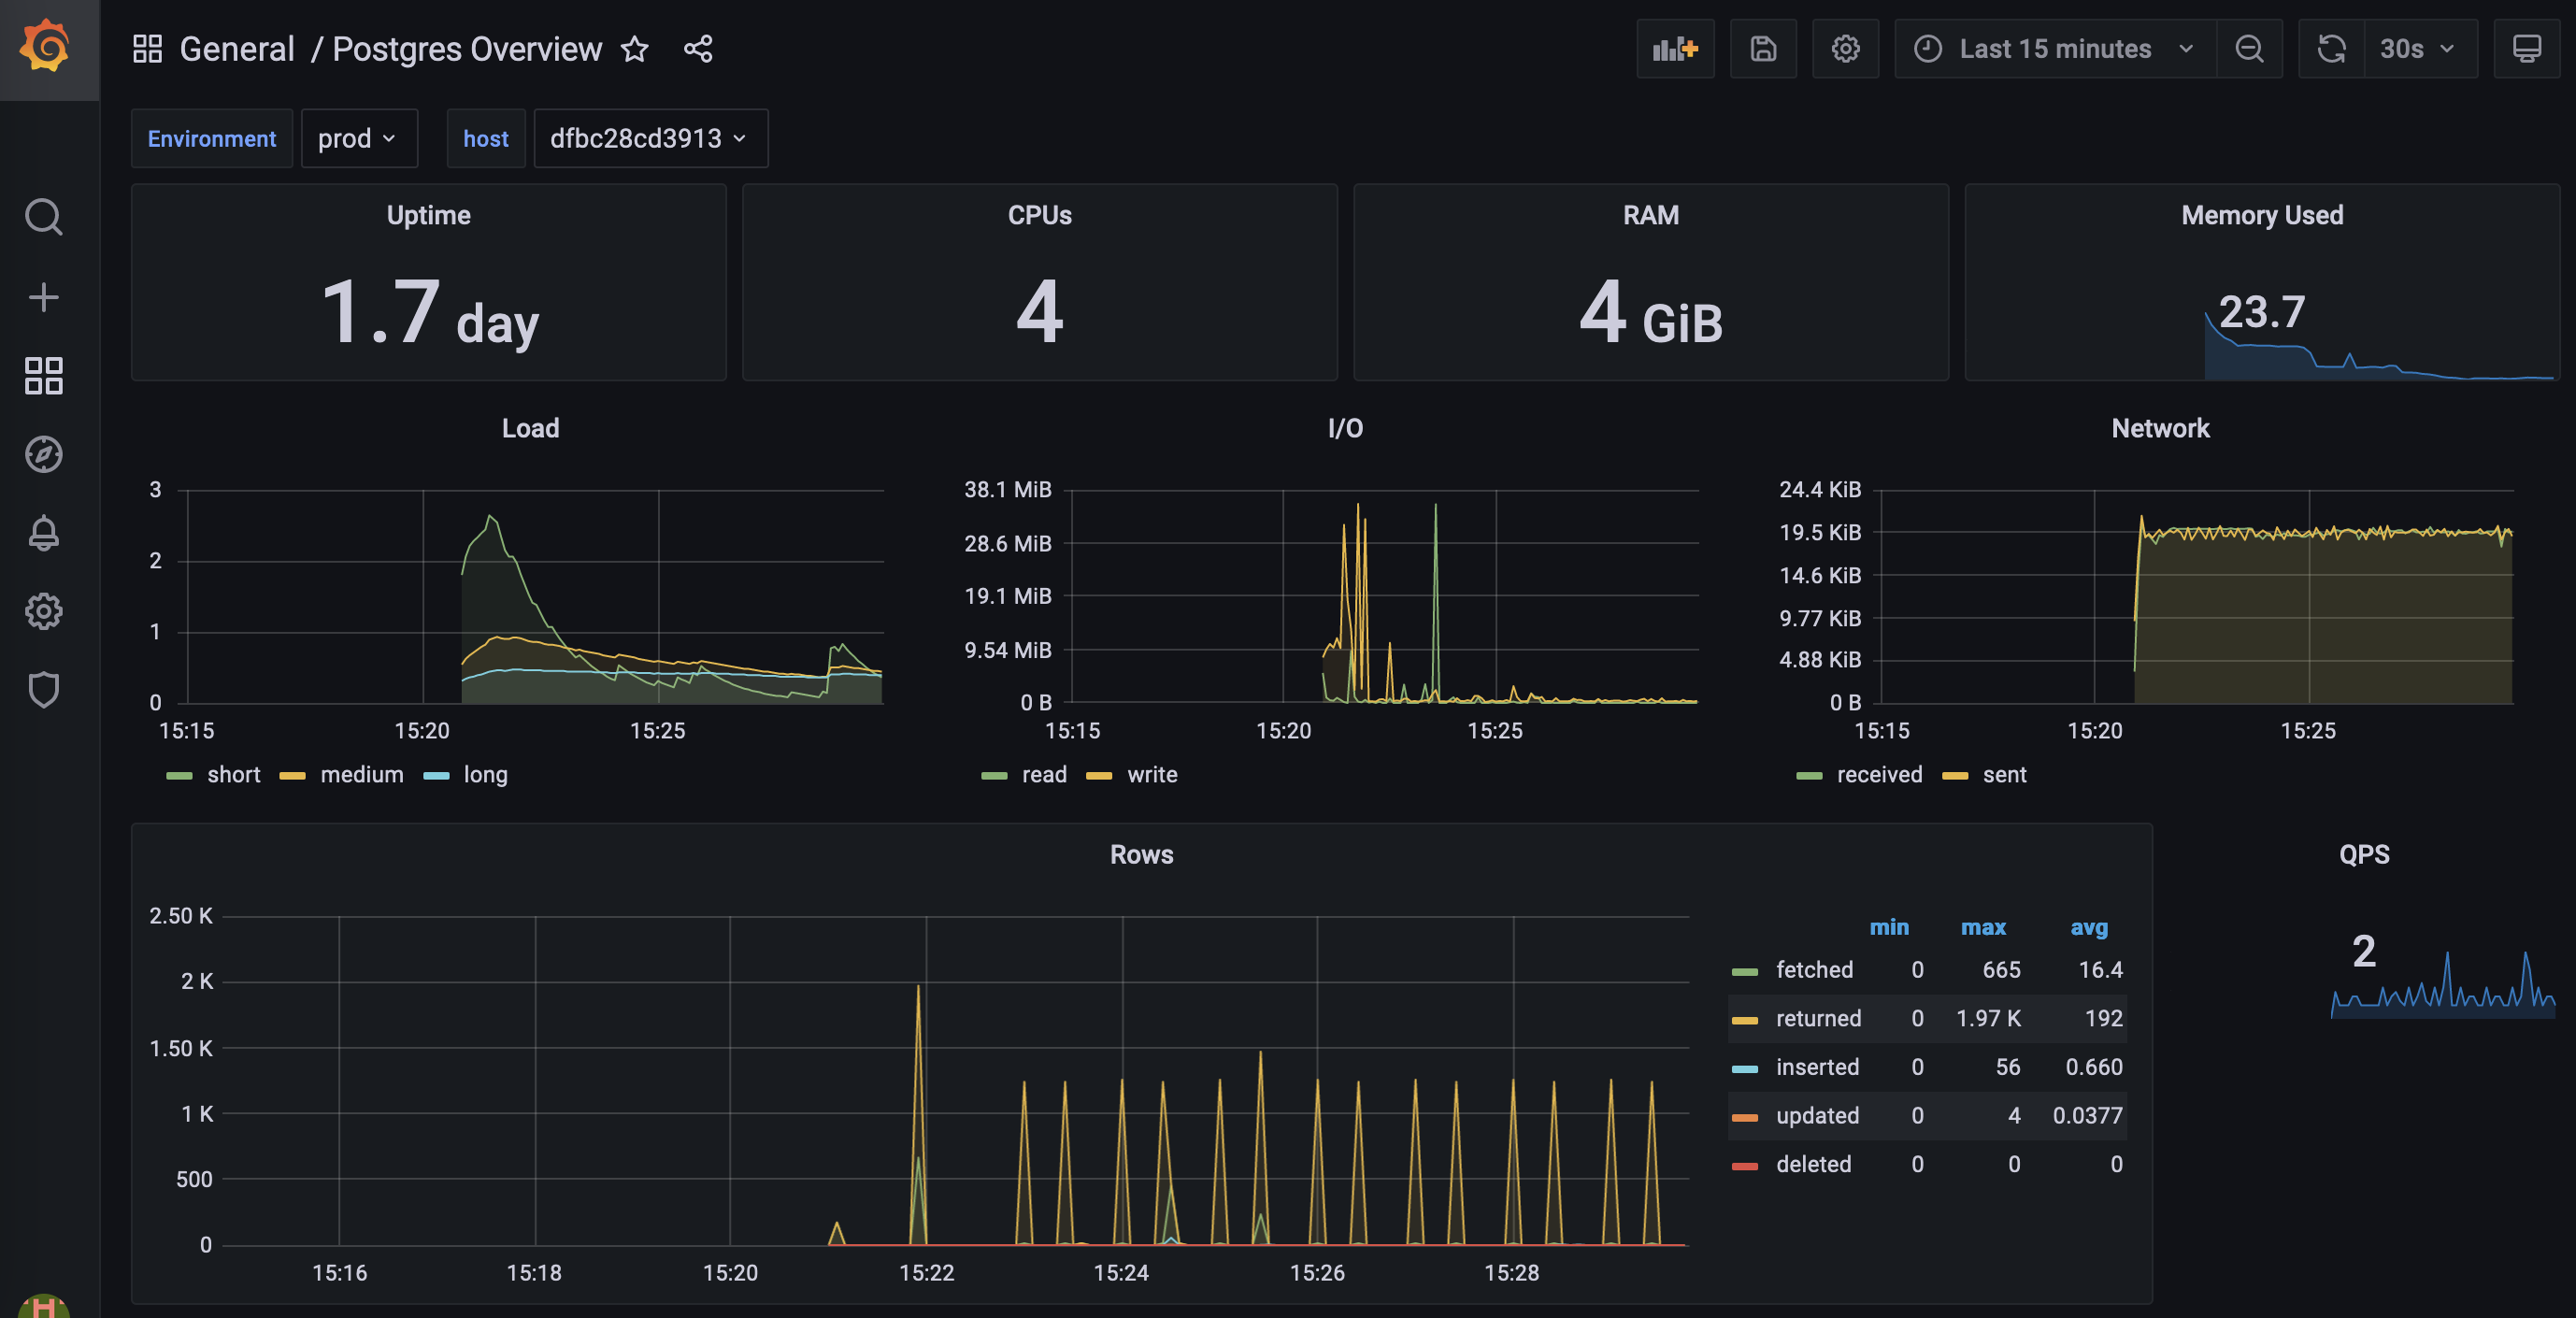 General / Postgres Overview
Last 15 minutes
30s
Environment prod host dfbc28cd3913
Uptime
1.7 day
CPUs
4
RAM
4 GiB
Memory Used
23.7
Load
3
2
1
0
15:15 15:20 15:25
short medium long
I/O
38.1 MiB
28.6 MiB
19.1 MiB
9.54 MiB
0 B
15:15 15:20 15:25
read write
Network
24.4 KiB
19.5 KiB
14.6 KiB
9.77 KiB
4.88 KiB
0 B
15:15 15:20 15:25
received sent
Rows
2.50 K
2 K
1.50 K
1 K
500
0
15:16 15:18 15:20 15:22 15:24 15:26 15:28
min max avg
fetched 0 665 16.4
returned 0 1.97 K 192
inserted 0 56 0.660
updated 0 4 0.0377
deleted 0 0 0
QPS
2